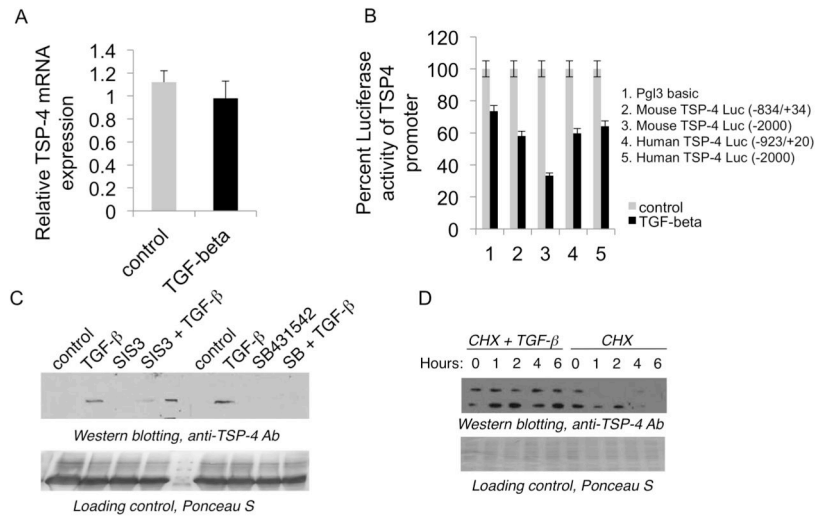 A
Relative TSP-4 mRNA
expression
1.4
1.2
1
0.8
0.6
0.4
0.2
0
control
TGF-beta
B
Percent Luciferase
activity of TSP4
promoter
120
100
80
60
40
20
0
1 2 3 4 5
1. Pgl3 basic
2. Mouse TSP-4 Luc (-834/+34)
3. Mouse TSP-4 Luc (-2000)
4. Human TSP-4 Luc (-923/+20)
5. Human TSP-4 Luc (-2000)
control
TGF-beta
C
control
TGF-β
SIS3
SIS3 + TGF-β
control
TGF-β
SB431542
SB + TGF-β
Western blotting, anti-TSP-4 Ab
Loading control, Ponceau S
D
CHX + TGF-β CHX
Hours: 0 1 2 4 6 0 1 2 4 6
Western blotting, anti-TSP-4 Ab
Loading control, Ponceau S